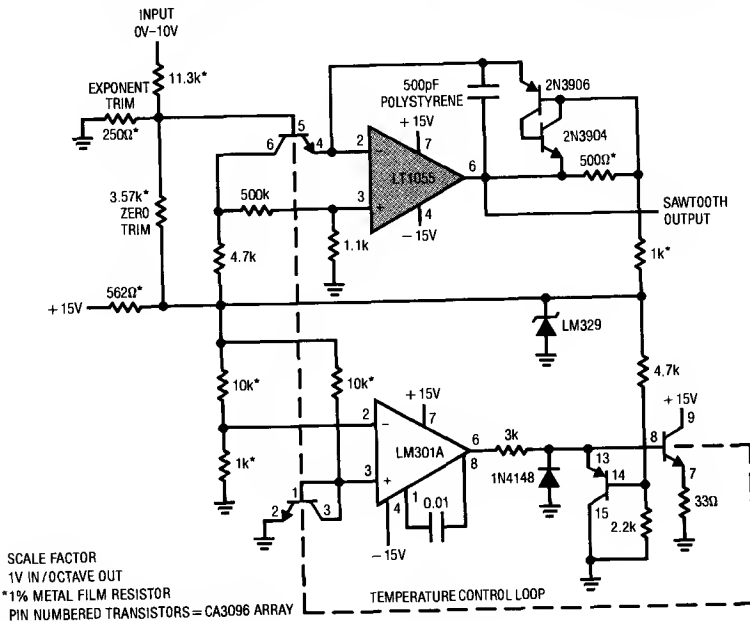 INPUT
0V–10V
11.3k*
EXPONENT
TRIM
250Ω*
3.57k*
ZERO
TRIM
562Ω*
+15V
5
6
4
500k
4.7k
1.1k
500pF
POLYSTYRENE
+15V
7
2
−
LT1055
6
3
+
4
−15V
2N3906
2N3904
500Ω*
SAWTOOTH
OUTPUT
1k*
LM329
10k*
10k*
1k*
+15V
7
2
−
LM301A
6
8
3
+
1
4
0.01
−15V
1
2
3
3k
1N4148
4.7k
+15V
9
8
7
13
14
15
2.2k
33Ω
SCALE FACTOR
1V IN/OCTAVE OUT
*1% METAL FILM RESISTOR
PIN NUMBERED TRANSISTORS = CA3096 ARRAY
TEMPERATURE CONTROL LOOP